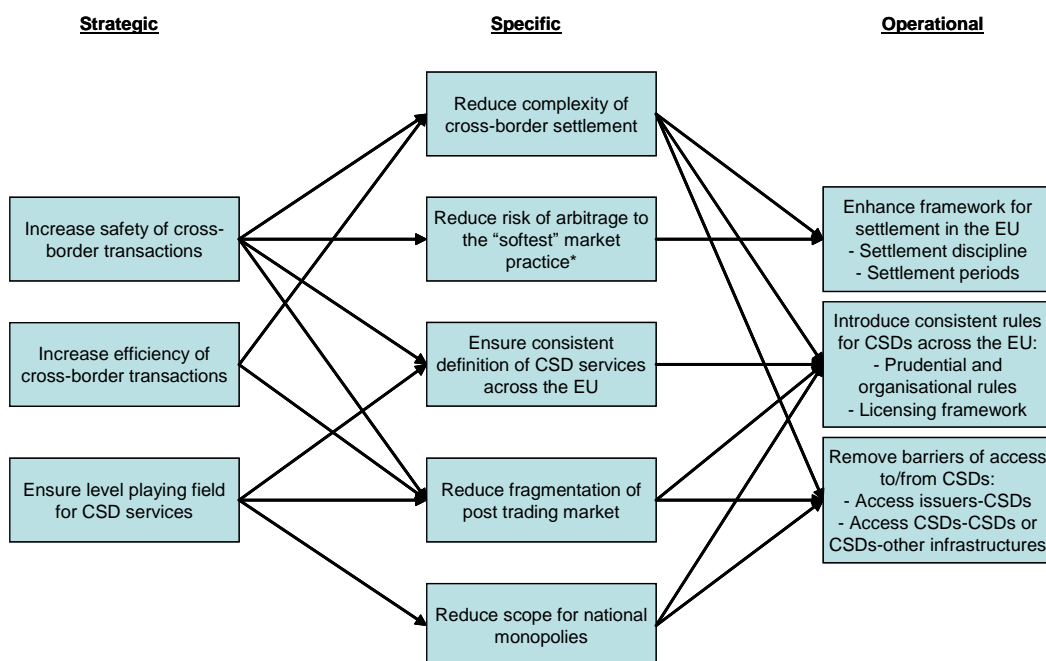 Strategic
Specific
Operational
Reduce complexity of
cross-border settlement
Increase safety of cross-
border transactions
Reduce risk of arbitrage to
the “softest” market
practice*
Enhance framework for
settlement in the EU
- Settlement discipline
- Settlement periods
Increase efficiency of
cross-border transactions
Ensure consistent
definition of CSD services
across the EU
Introduce consistent rules
for CSDs across the EU:
- Prudential and
organisational rules
- Licensing framework
Ensure level playing field
for CSD services
Reduce fragmentation of
post trading market
Remove barriers of access
to/from CSDs:
- Access issuers-CSDs
- Access CSDs-CSDs or
CSDs-other infrastructures
Reduce scope for national
monopolies